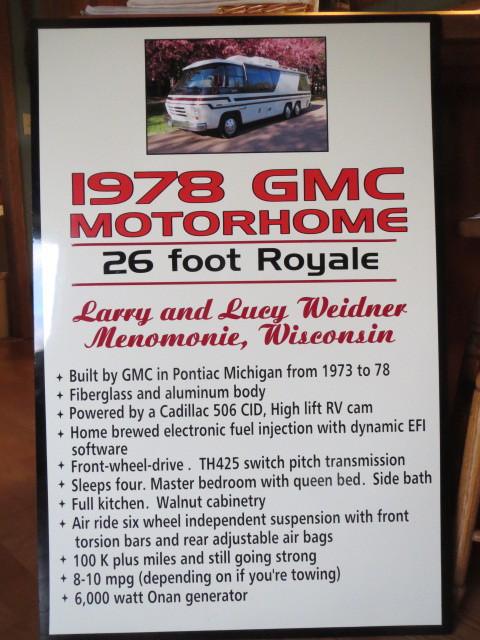 1978 GMC
MOTORHOME
26 foot Royale
Larry and Lucy Weidner
Menomonie, Wisconsin
+ Built by GMC in Pontiac Michigan from 1973 to 78
+ Fiberglass and aluminum body
+ Powered by a Cadillac 506 CID, High lift RV cam
+ Home brewed electronic fuel injection with dynamic EFI
software
+ Front-wheel-drive . TH425 switch pitch transmission
+ Sleeps four. Master bedroom with queen bed. Side bath
+ Full kitchen. Walnut cabinetry
+ Air ride six wheel independent suspension with front
torsion bars and rear adjustable air bags
+ 100 K plus miles and still going strong
+ 8-10 mpg (depending on if you're towing)
+ 6,000 watt Onan generator